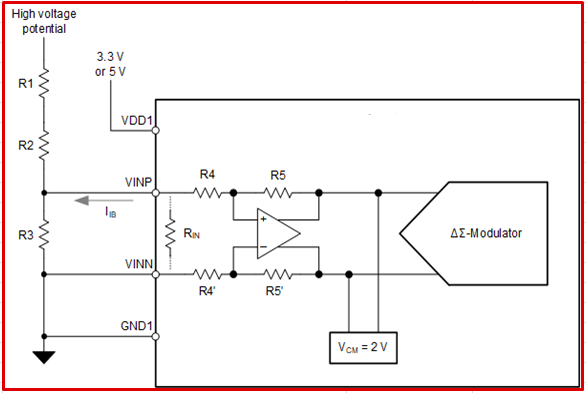 High voltage
potential
3.3 V
or 5 V
R1
VDD1
R2
VINP
R4
R5
IIB
R3
RIN
+
ΔΣ-Modulator
−
VINN
R4'
R5'
GND1
VCM = 2 V